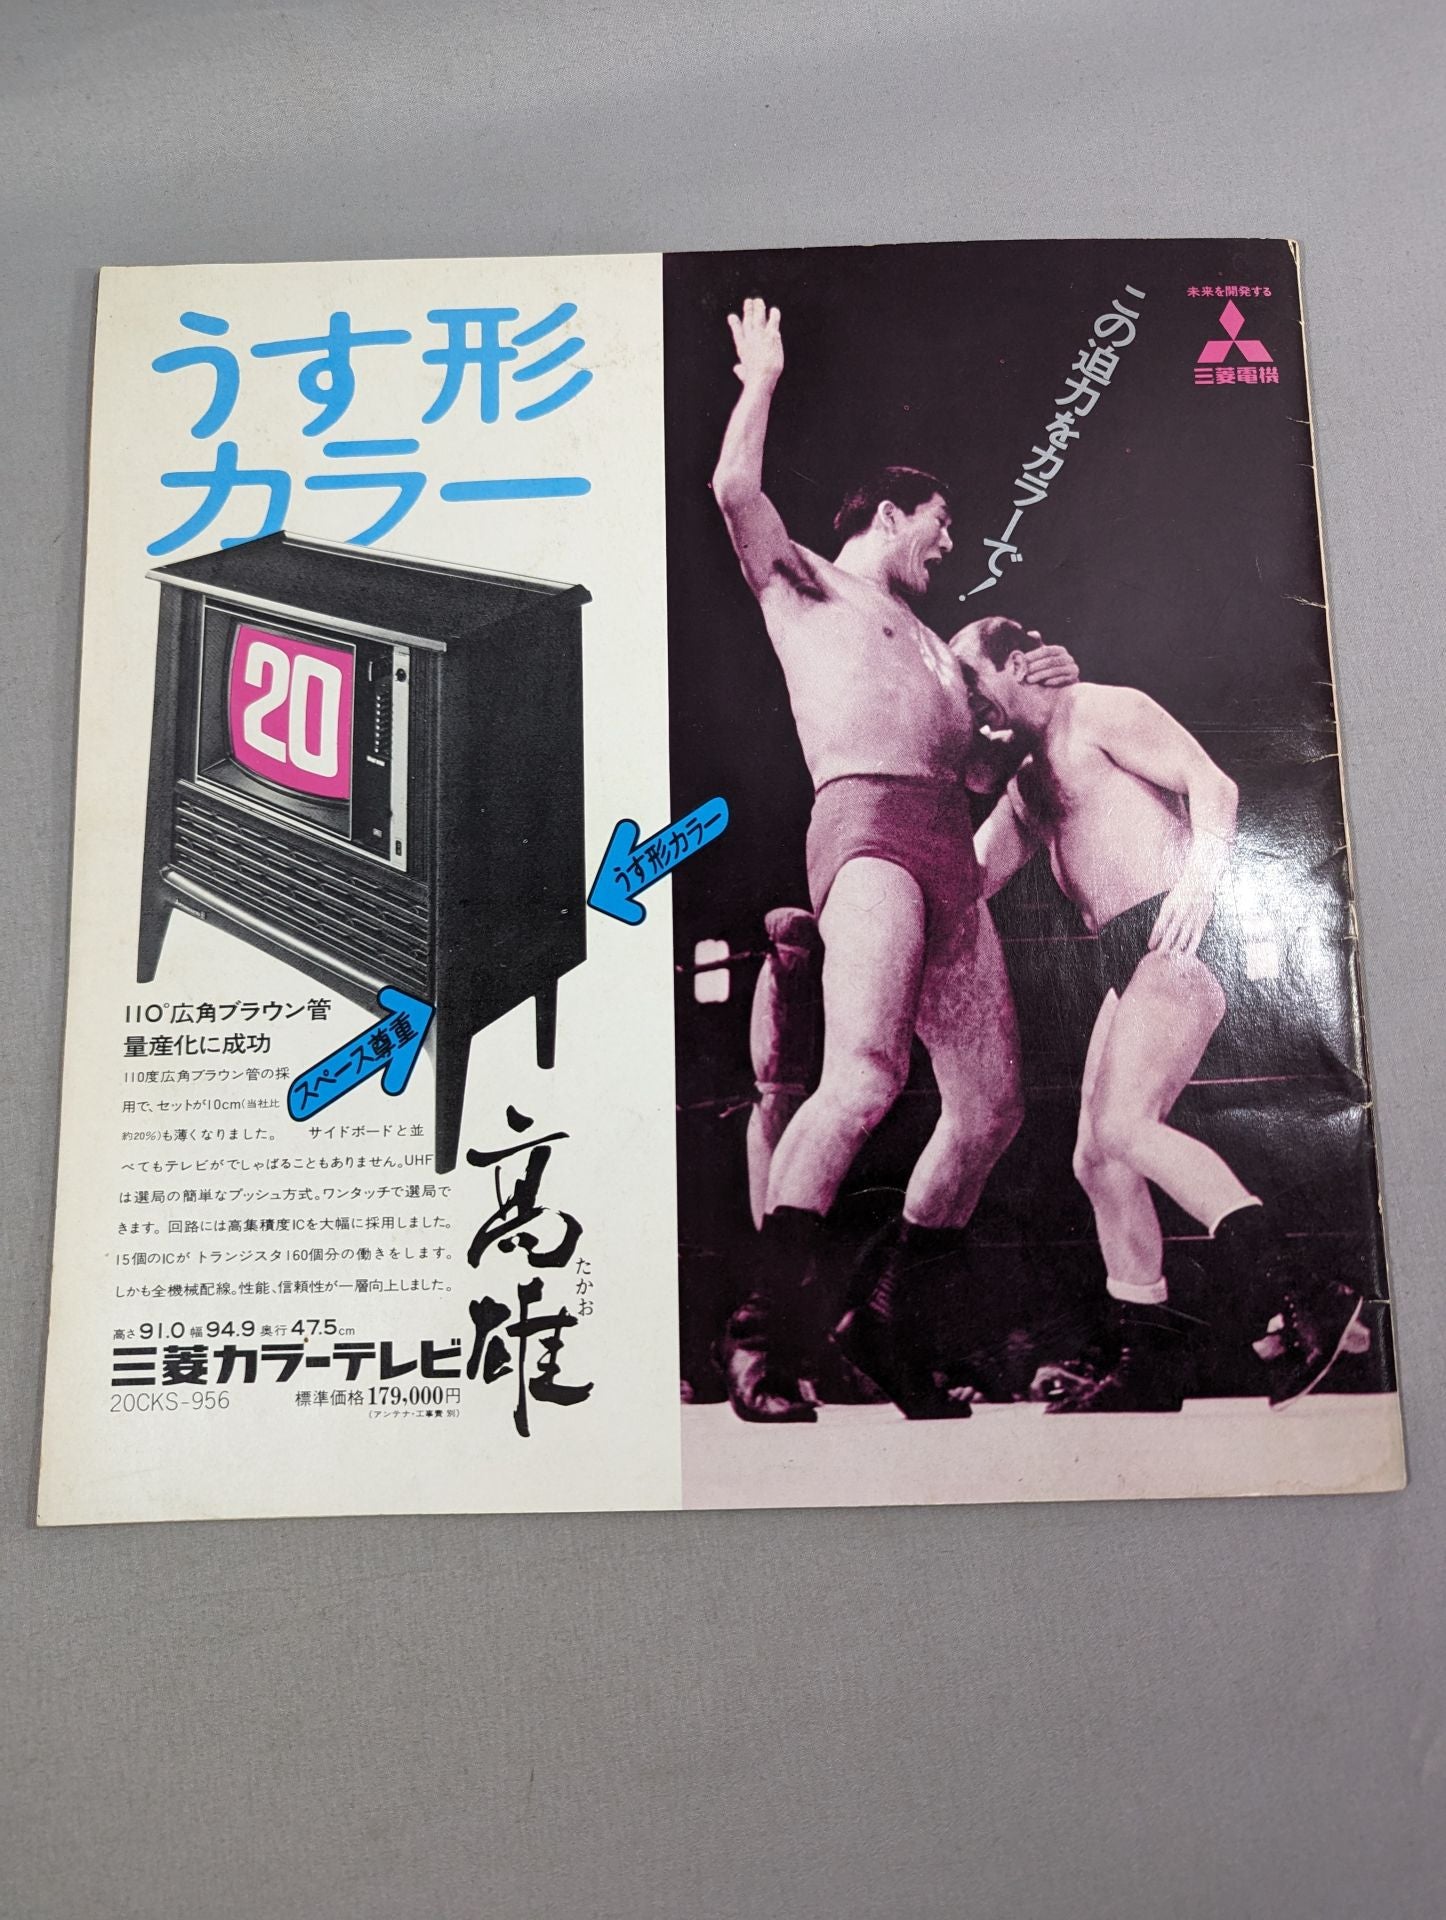 うす形
カラー
20
うす形カラー
スペース尊重
110°広角ブラウン管
量産化に成功
110度広角ブラウン管の採
用で、セットが10cm(当社比
約20%)も薄くなりました。 サイドボードと並
べてもテレビがでしゃばることもありません。UHF
は選局の簡単なプッシュ方式。ワンタッチで選局で
きます。回路には高集積度ICを大幅に採用しました。
15個のICがトランジスタ160個分の働きをします。
しかも全機械配線。性能、信頼性が一層向上しました。
高さ91.0 幅94.9 奥行47.5cm
三菱カラーテレビ
20CKS-956
標準価格179,000円
(アンテナ・工事費 別)
高雄
たかお
この迫力をカラーで!
未来を開発する
三菱電機